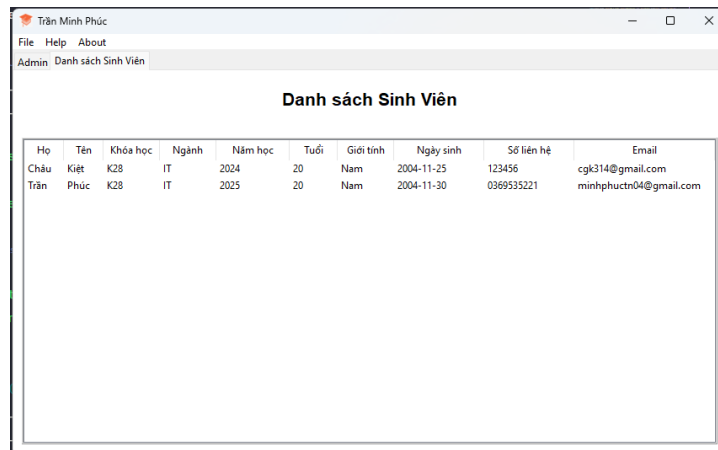 Trần Minh Phúc
File Help About
Admin Danh sách Sinh Viên
Danh sách Sinh Viên
Họ Tên Khóa học Ngành Năm học Tuổi Giới tính Ngày sinh Số liên hệ Email
Châu Kiệt K28 IT 2024 20 Nam 2004-11-25 123456 cgk314@gmail.com
Trần Phúc K28 IT 2025 20 Nam 2004-11-30 0369535221 minhphuctn04@gmail.com